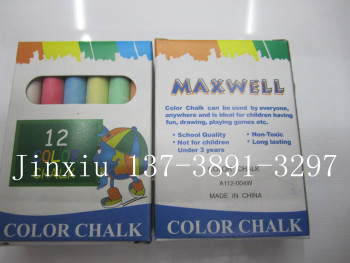 12
COLOR
Jinxiu 137-3891-3297
COLOR CHALK
MAXWELL
Color Chalk can be used by everyone,
anywhere and is ideal for children having
fun, drawing, playing games etc.
• School Quality
• Non-Toxic
• Not for children
• Long lasting
Under 3 years
CHALK
A112-004W
MADE IN CHINA
COLOR CHALK